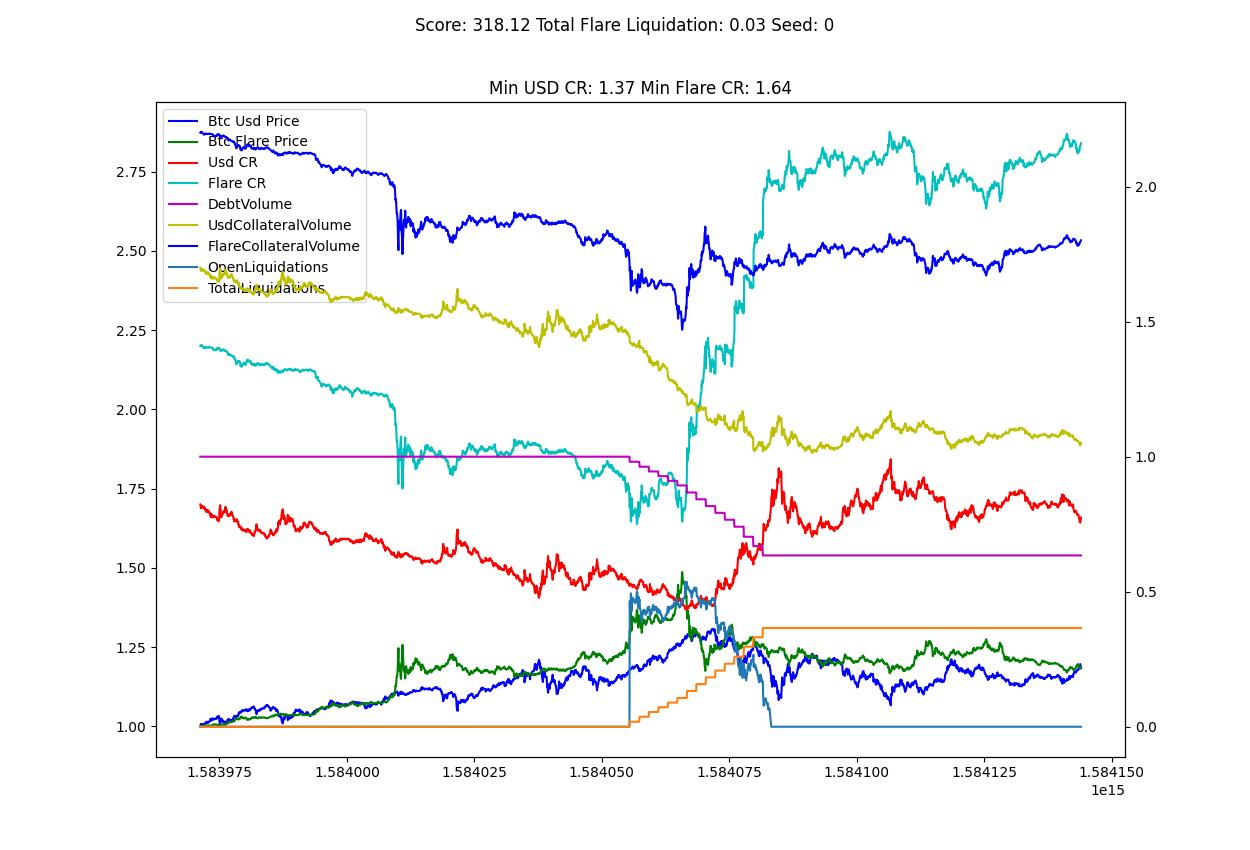 Score: 318.12 Total Flare Liquidation: 0.03 Seed: 0
Min USD CR: 1.37 Min Flare CR: 1.64
Btc Usd Price
Btc Flare Price
Usd CR
Flare CR
DebtVolume
UsdCollateralVolume
FlareCollateralVolume
OpenLiquidations
TotalLiquidations
2.75
2.50
2.25
2.00
1.75
1.50
1.25
1.00
2.0
1.5
1.0
0.5
0.0
1.583975 1.584000 1.584025 1.584050 1.584075 1.584100 1.584125 1.584150
1e15